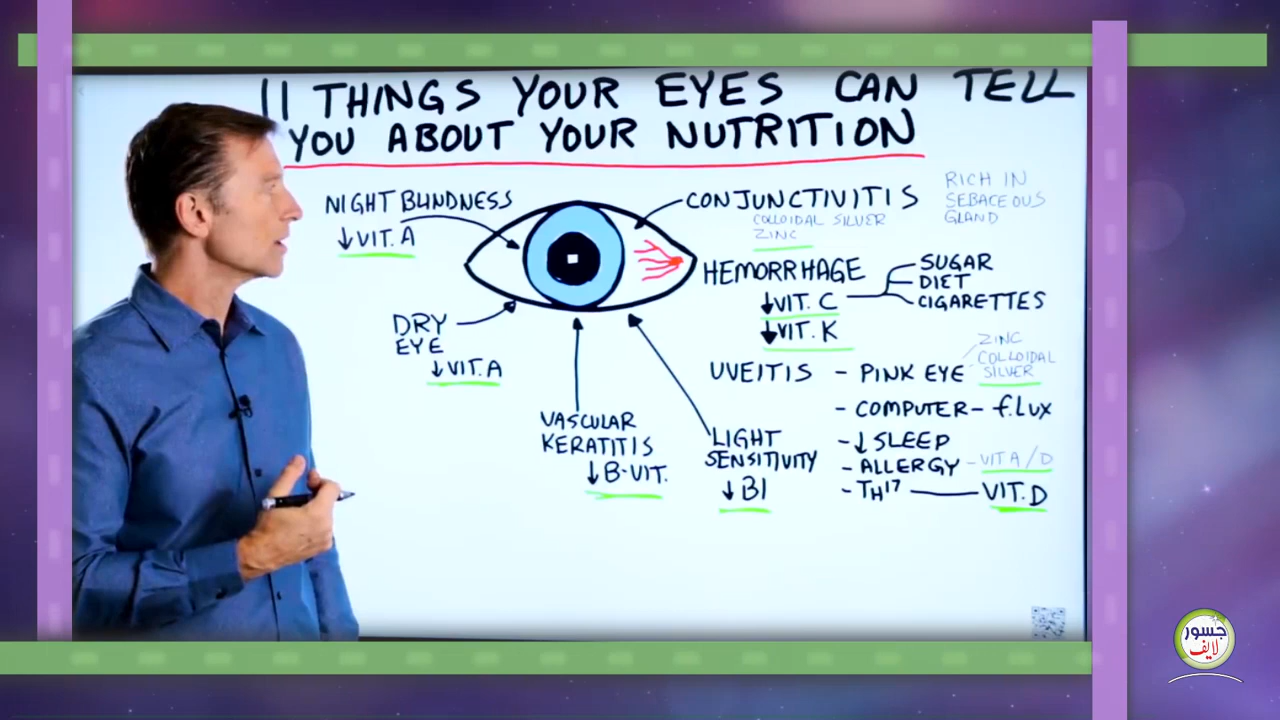 11 THINGS YOUR EYES CAN TELL
YOU ABOUT YOUR NUTRITION
NIGHT BLINDNESS
↓ VIT. A
CONJUNCTIVITIS
COLLOIDAL SILVER
ZINC
RICH IN
SEBACEOUS
GLAND
HEMORRHAGE
↓ VIT. C
↓ VIT. K
SUGAR
DIET
CIGARETTES
DRY
EYE
↓ VIT. A
VASCULAR
KERATITIS
↓ B-VIT.
LIGHT
SENSITIVITY
↓ B1
UVEITIS - PINK EYE
ZINC
COLLOIDAL
SILVER
- COMPUTER - f.lux
- ↓ SLEEP
- ALLERGY - VIT A/D
- TH17 VIT. D
جسور
لايف